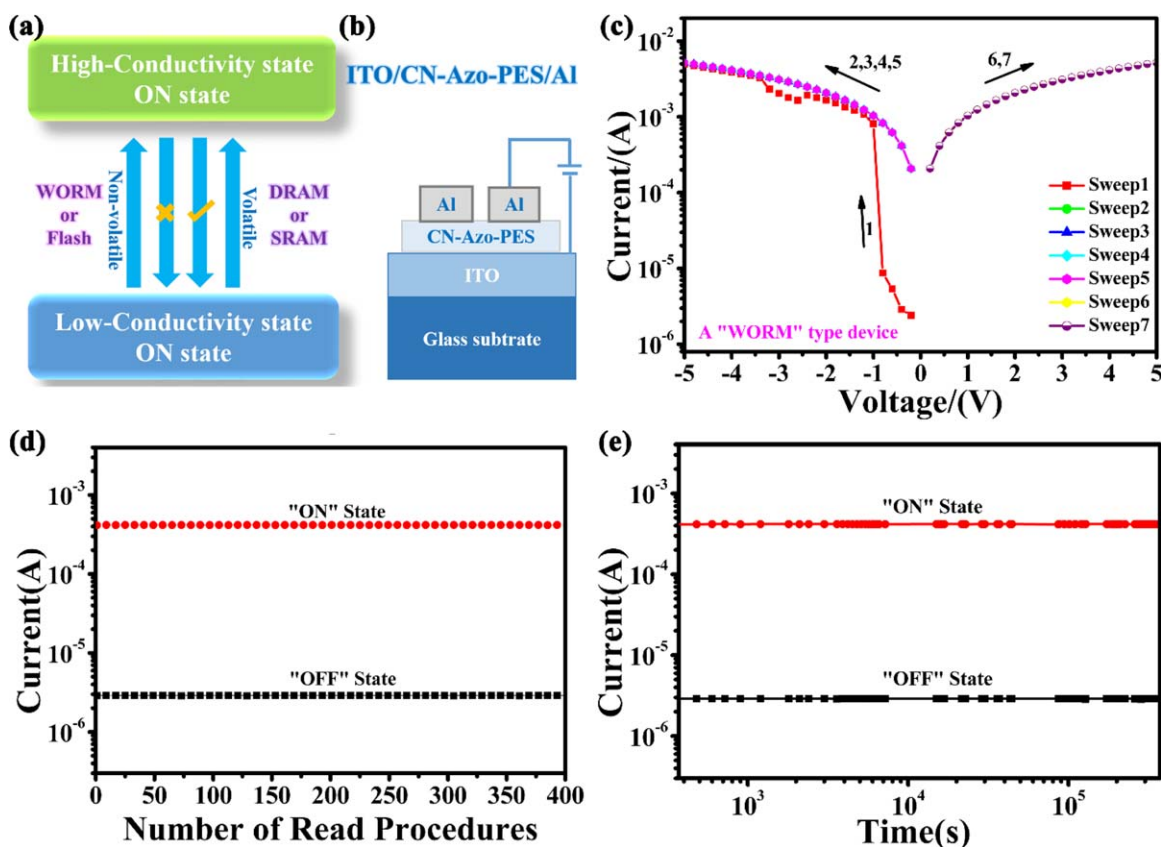 (a)
High-Conductivity state
ON state
WORM
or
Flash
Non-volatile
Volatile
DRAM
or
SRAM
Low-Conductivity state
ON state
(b)
ITO/CN-Azo-PES/Al
Al
Al
CN-Azo-PES
ITO
Glass subtrate
(c)
Current/(A)
10⁻²
10⁻³
10⁻⁴
10⁻⁵
10⁻⁶
2,3,4,5
6,7
1
Sweep1
Sweep2
Sweep3
Sweep4
Sweep5
Sweep6
Sweep7
A "WORM" type device
-5 -4 -3 -2 -1 0 1 2 3 4 5
Voltage/(V)
(d)
Current(A)
10⁻³
10⁻⁴
10⁻⁵
10⁻⁶
"ON" State
"OFF" State
0 50 100 150 200 250 300 350 400
Number of Read Procedures
(e)
Current(A)
10⁻³
10⁻⁴
10⁻⁵
10⁻⁶
"ON" State
"OFF" State
10³ 10⁴ 10⁵
Time(s)